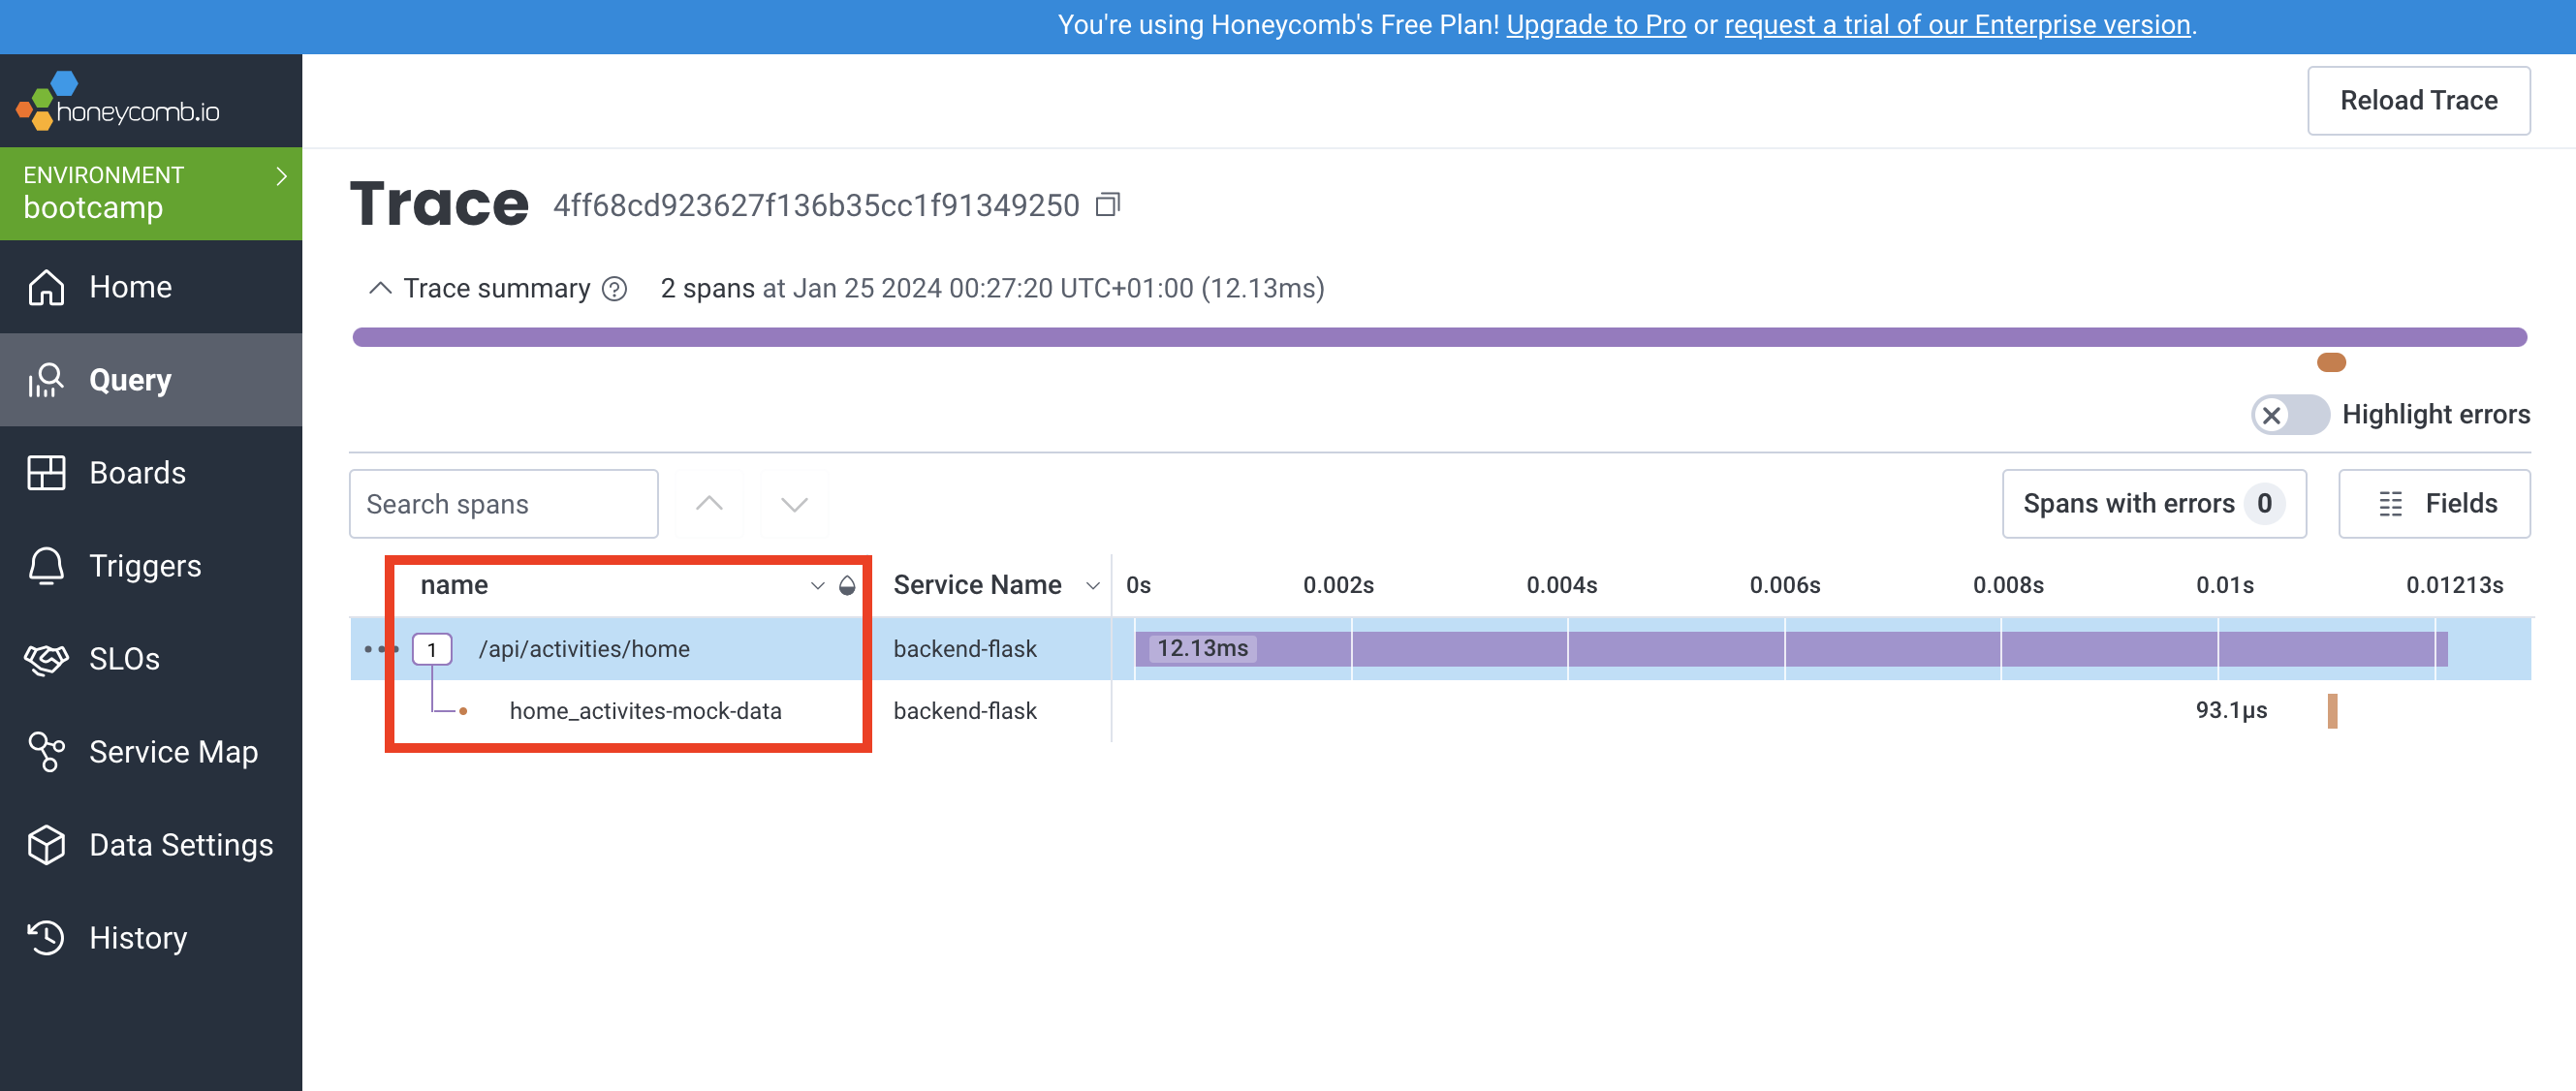 You're using Honeycomb's Free Plan! Upgrade to Pro or request a trial of our Enterprise version.
honeycomb.io
Reload Trace
ENVIRONMENT
bootcamp
Trace 4ff68cd923627f136b35cc1f91349250
Home
Trace summary ? 2 spans at Jan 25 2024 00:27:20 UTC+01:00 (12.13ms)
Query
Highlight errors
Boards
Search spans
Spans with errors 0
Fields
Triggers
name Service Name 0s 0.002s 0.004s 0.006s 0.008s 0.01s 0.01213s
SLOs
1 /api/activities/home backend-flask 12.13ms
home_activites-mock-data backend-flask 93.1μs
Service Map
Data Settings
History